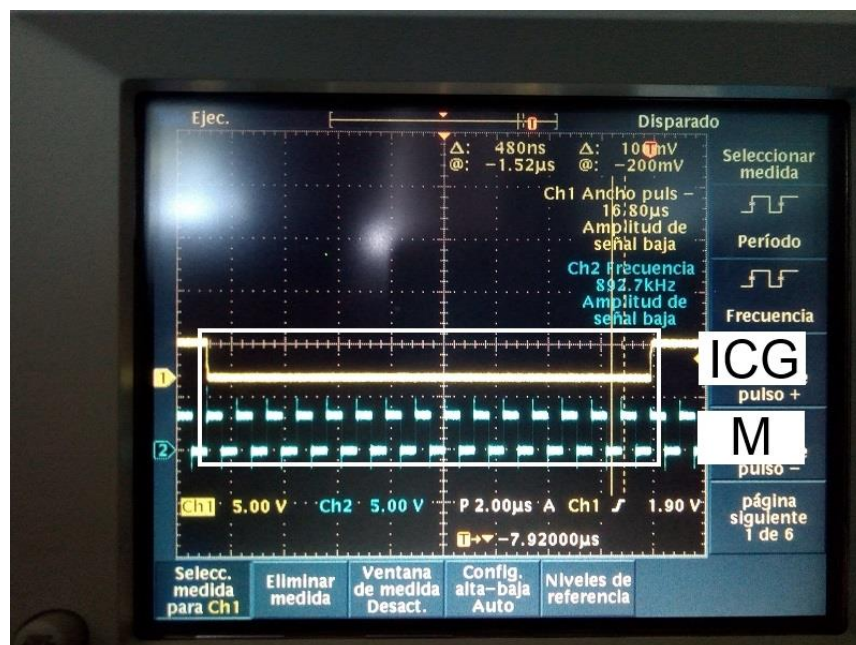 Ejec.
Disparado
Δ: 480ns Δ: 100mV
@: −1.52µs @: −200mV
Ch1 Ancho puls −
16.80µs
Amplitud de
señal baja
Ch2 Frecuencia
892.7kHz
Amplitud de
señal baja
Seleccionar
medida
Período
Frecuencia
ICG
pulso +
M
pulso −
página
siguiente
1 de 6
1
2
Ch1 5.00 V Ch2 5.00 V P 2.00µs A Ch1 1.90 V
T −7.92000µs
Selecc.
medida
para Ch1
Eliminar
medida
Ventana
de medida
Desact.
Config.
alta−baja
Auto
Niveles de
referencia